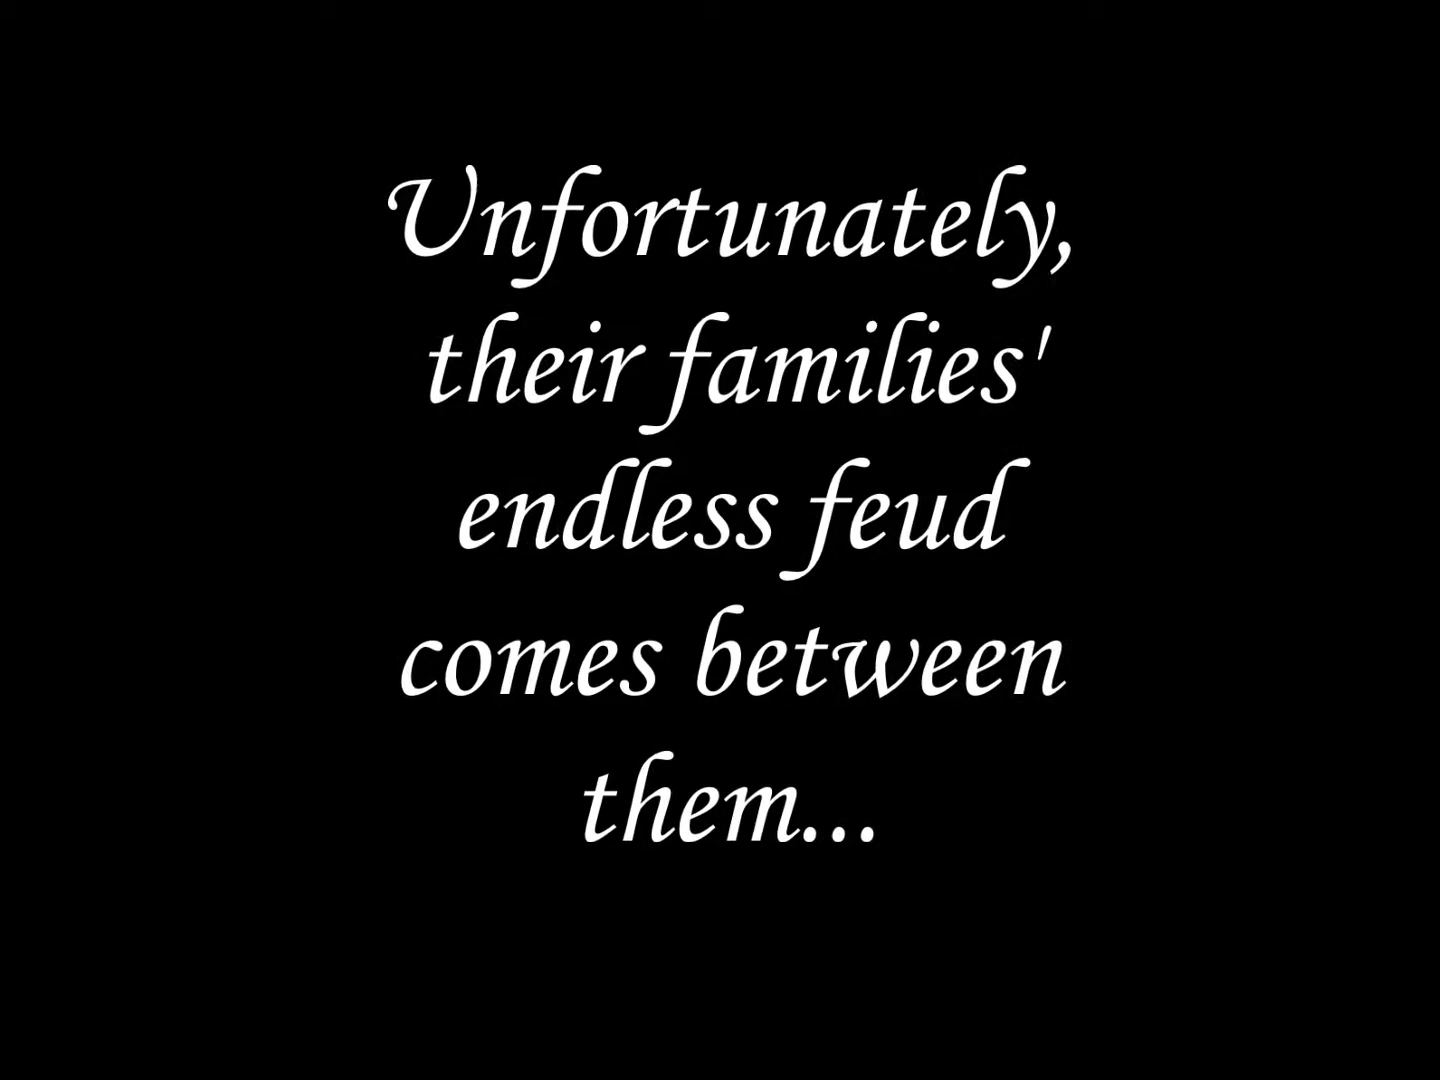 Unfortunately,
their families'
endless feud
comes between
them...